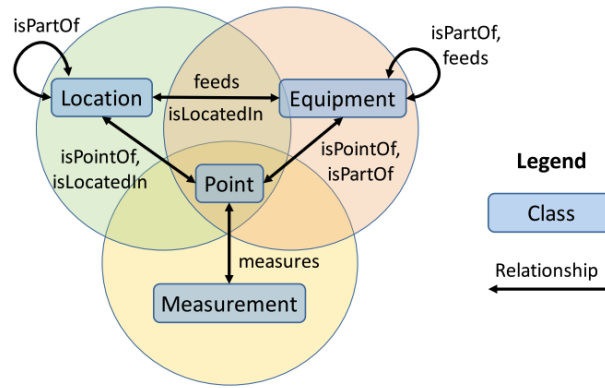 isPartOf
isPartOf,
feeds
Location
feeds
isLocatedIn
Equipment
isPointOf,
isLocatedIn
Point
isPointOf,
isPartOf
measures
Measurement
Legend
Class
Relationship